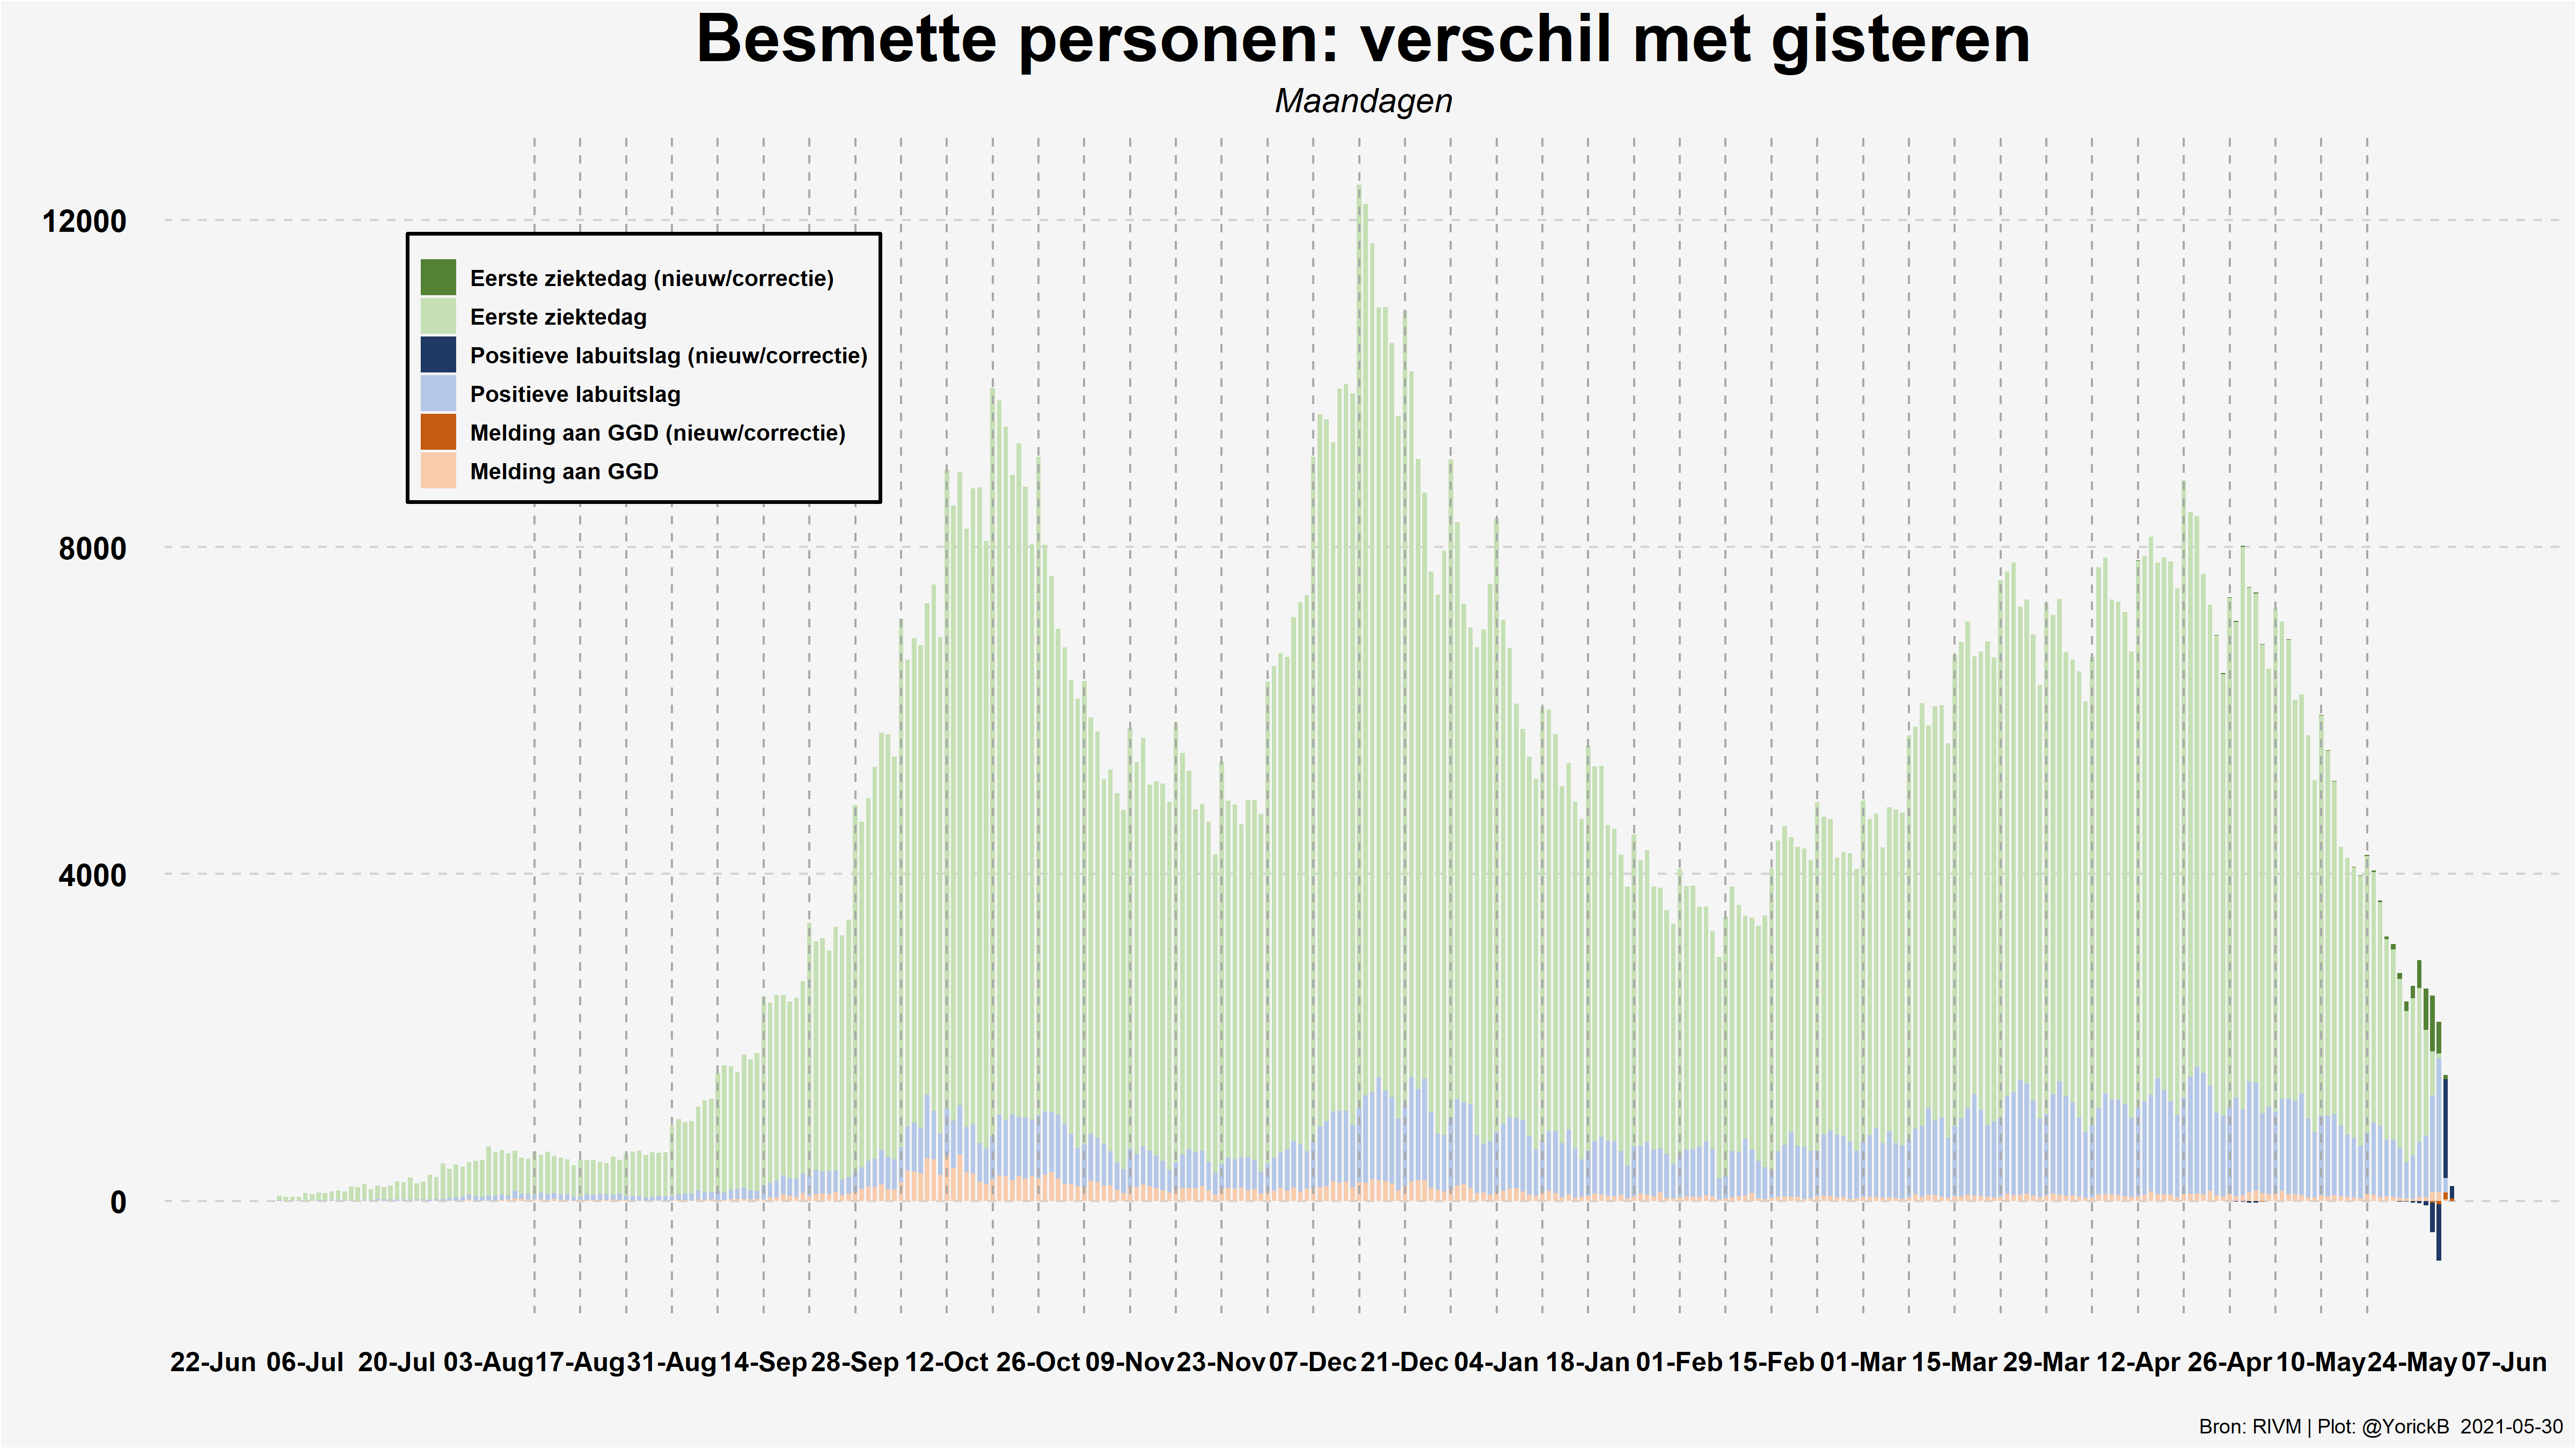 Besmette personen: verschil met gisteren
Maandagen
12000
8000
4000
0
Eerste ziektedag (nieuw/correctie)
Eerste ziektedag
Positieve labuitslag (nieuw/correctie)
Positieve labuitslag
Melding aan GGD (nieuw/correctie)
Melding aan GGD
22-Jun 06-Jul 20-Jul 03-Aug 17-Aug 31-Aug 14-Sep 28-Sep 12-Oct 26-Oct 09-Nov 23-Nov 07-Dec 21-Dec 04-Jan 18-Jan 01-Feb 15-Feb 01-Mar 15-Mar 29-Mar 12-Apr 26-Apr 10-May 24-May 07-Jun
Bron: RIVM | Plot: @YorickB 2021-05-30